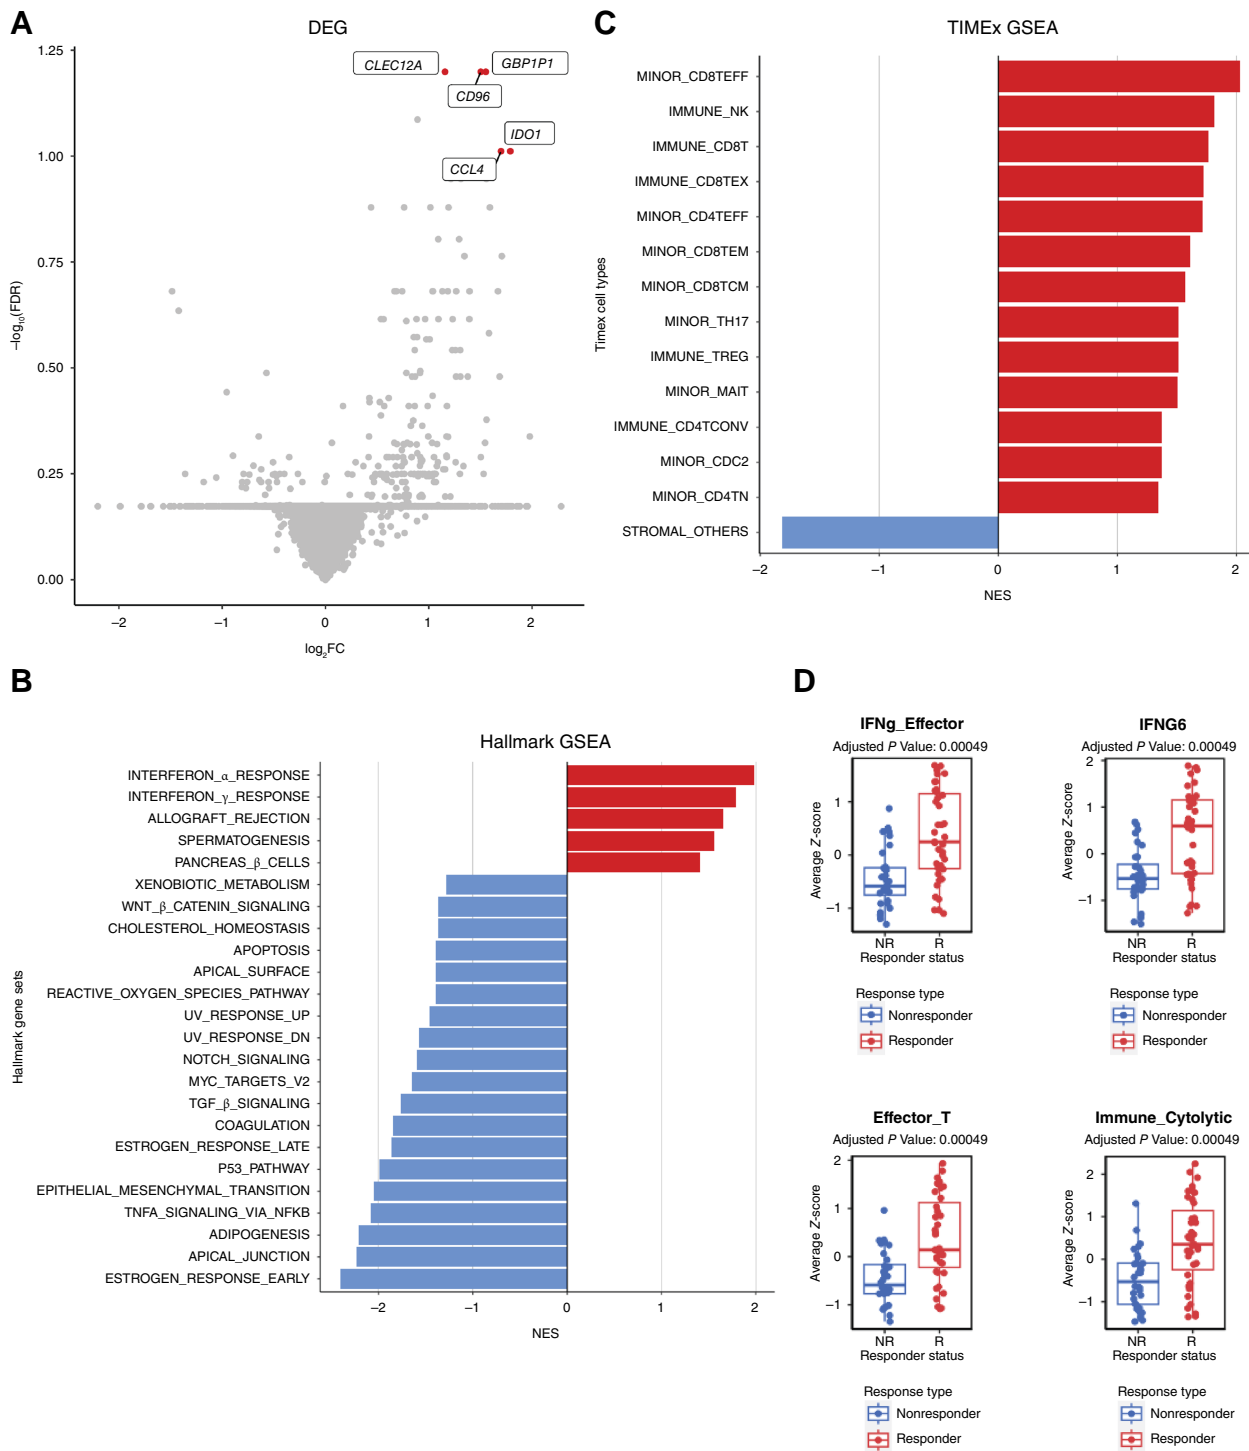 A
DEG
1.25
1.00
0.75
0.50
0.25
0.00
–log10(FDR)
CLEC12A
GBP1P1
CD96
IDO1
CCL4
–2
–1
0
1
2
log2FC
C
TIMEx GSEA
Timex cell types
MINOR_CD8TEFF
IMMUNE_NK
IMMUNE_CD8T
IMMUNE_CD8TEX
MINOR_CD4TEFF
MINOR_CD8TEM
MINOR_CD8TCM
MINOR_TH17
IMMUNE_TREG
MINOR_MAIT
IMMUNE_CD4TCONV
MINOR_CDC2
MINOR_CD4TN
STROMAL_OTHERS
–2
–1
0
1
2
NES
B
Hallmark GSEA
Hallmark gene sets
INTERFERON_α_RESPONSE
INTERFERON_γ_RESPONSE
ALLOGRAFT_REJECTION
SPERMATOGENESIS
PANCREAS_β_CELLS
XENOBIOTIC_METABOLISM
WNT_β_CATENIN_SIGNALING
CHOLESTEROL_HOMEOSTASIS
APOPTOSIS
APICAL_SURFACE
REACTIVE_OXYGEN_SPECIES_PATHWAY
UV_RESPONSE_UP
UV_RESPONSE_DN
NOTCH_SIGNALING
MYC_TARGETS_V2
TGF_β_SIGNALING
COAGULATION
ESTROGEN_RESPONSE_LATE
P53_PATHWAY
EPITHELIAL_MESENCHYMAL_TRANSITION
TNFA_SIGNALING_VIA_NFKB
ADIPOGENESIS
APICAL_JUNCTION
ESTROGEN_RESPONSE_EARLY
–2
–1
0
1
2
NES
D
IFNg_Effector
Adjusted P Value: 0.00049
Average Z-score
1
0
–1
NR
R
Responder status
Response type
Nonresponder
Responder
IFNG6
Adjusted P Value: 0.00049
Average Z-score
2
1
0
–1
NR
R
Responder status
Response type
Nonresponder
Responder
Effector_T
Adjusted P Value: 0.00049
Average Z-score
2
1
0
–1
NR
R
Responder status
Response type
Nonresponder
Responder
Immune_Cytolytic
Adjusted P Value: 0.00049
Average Z-score
2
1
0
–1
NR
R
Responder status
Response type
Nonresponder
Responder